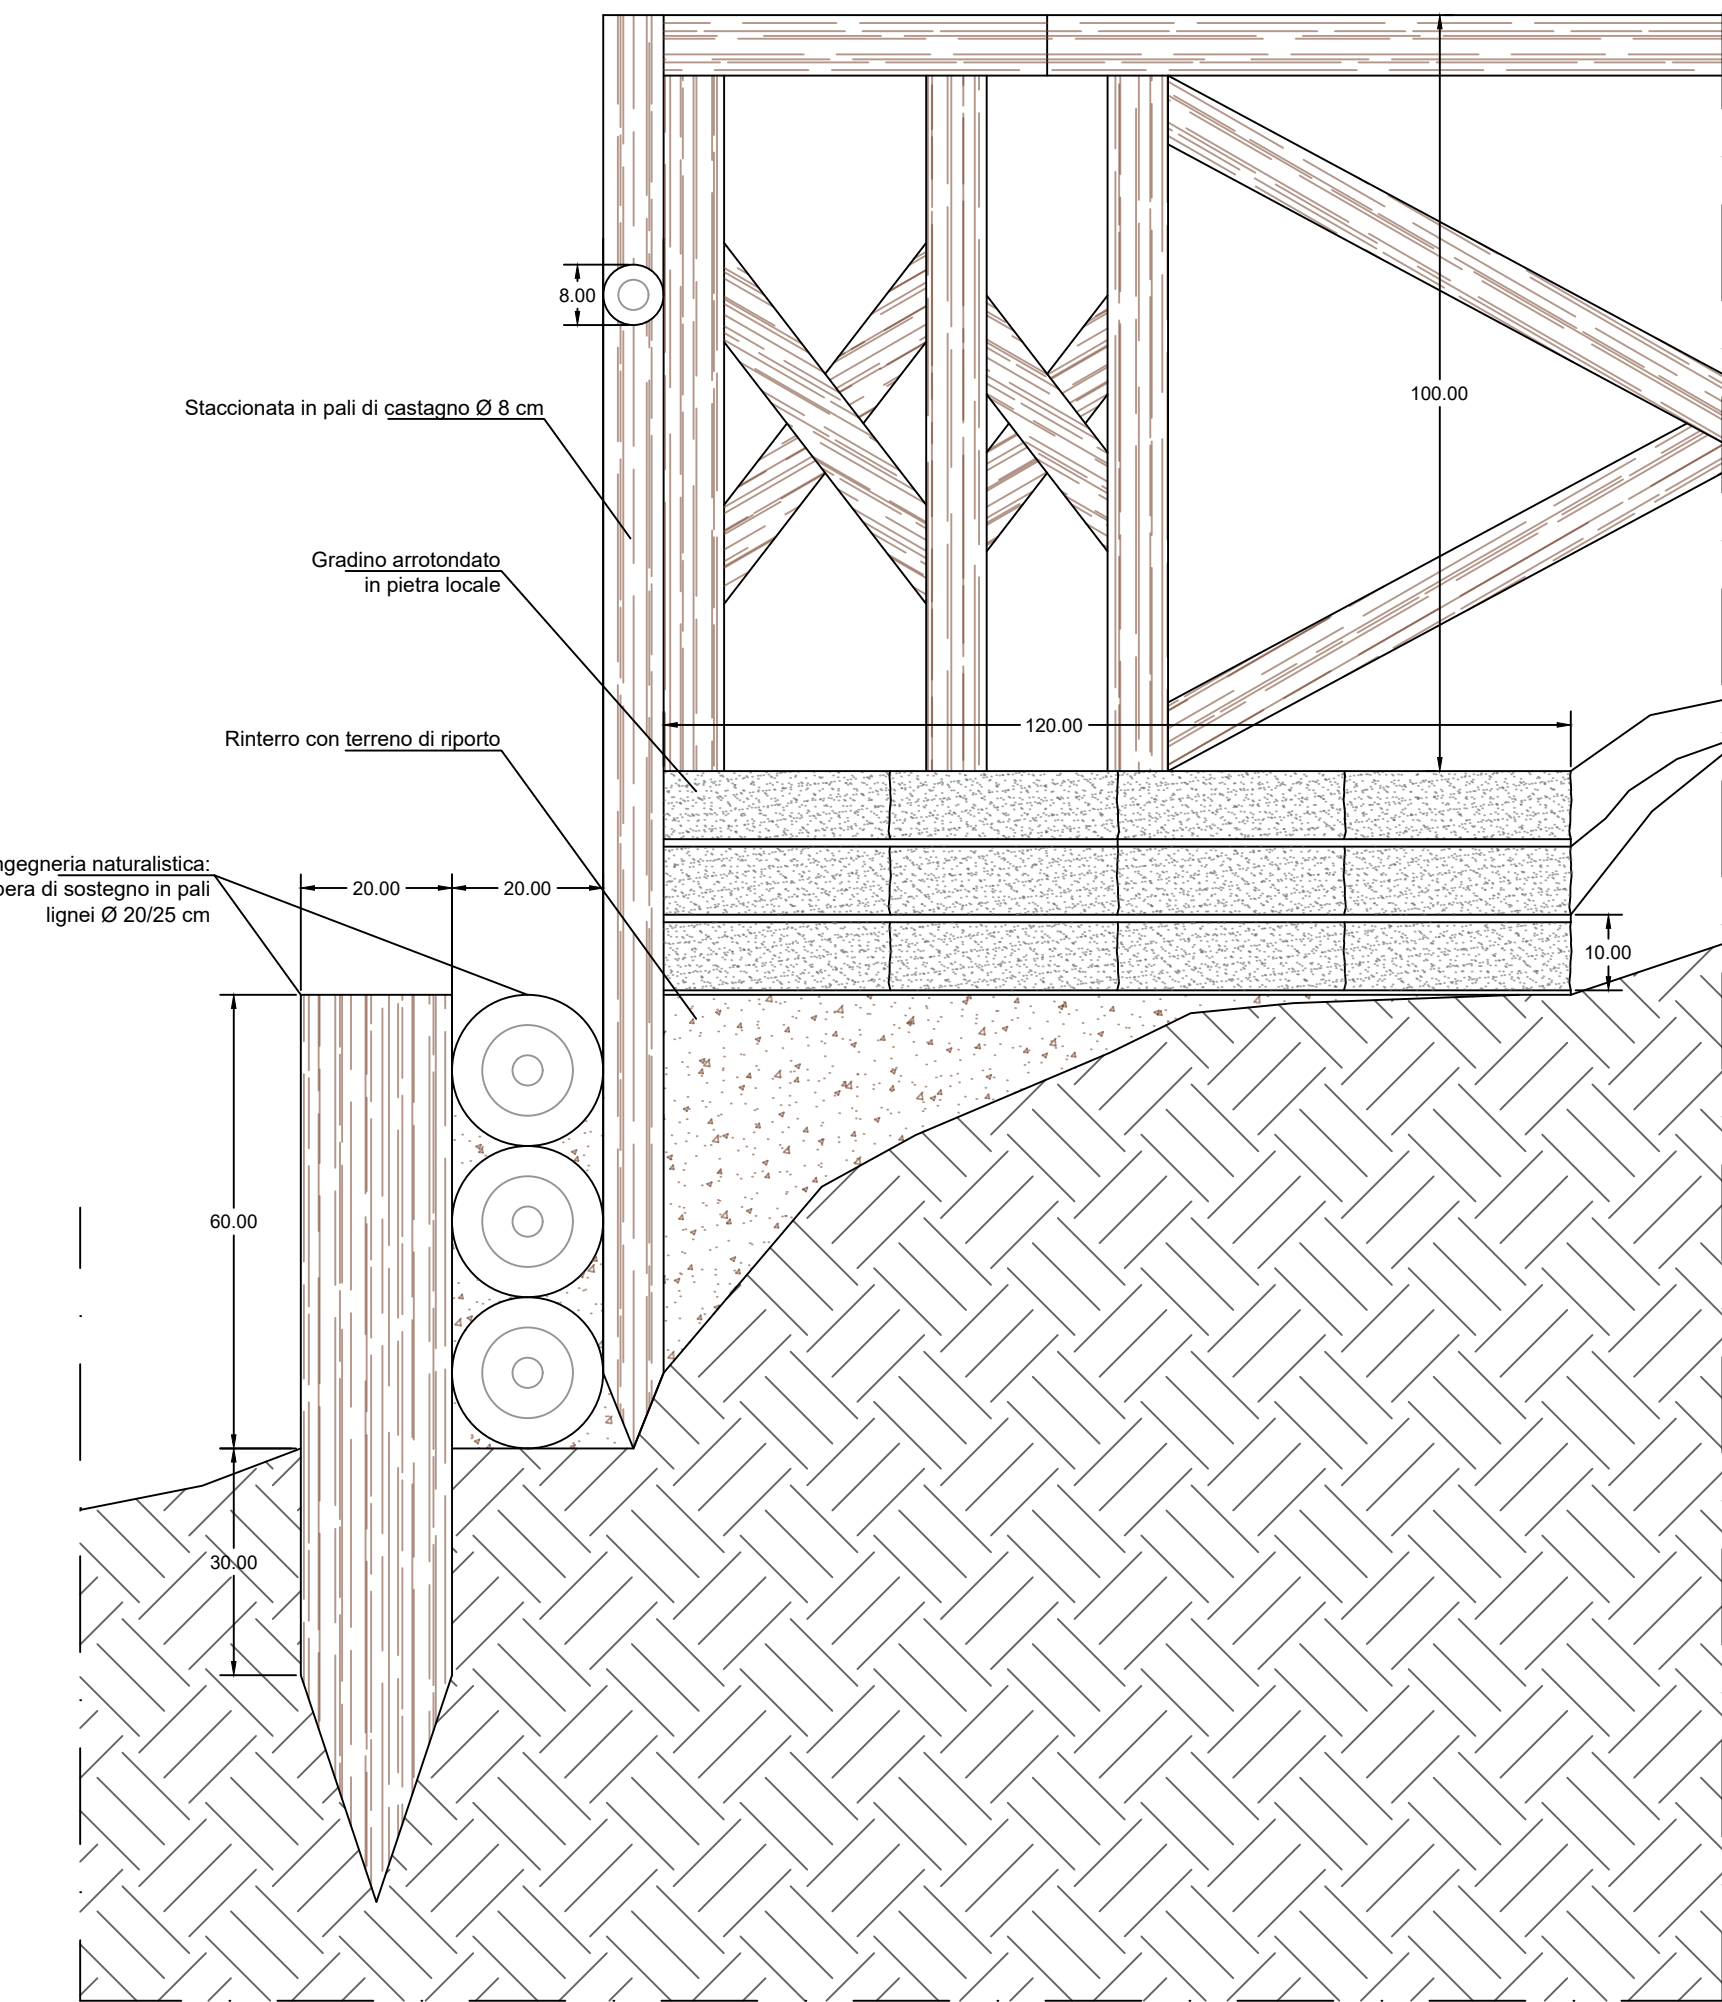 8.00
Staccionata in pali di castagno Ø 8 cm
100.00
Gradino arrotondato
in pietra locale
120.00
Rinterro con terreno di riporto
naturalistica:
di sostegno in pali
lignei Ø 20/25 cm
20.00
20.00
10.00
60.00
30.00